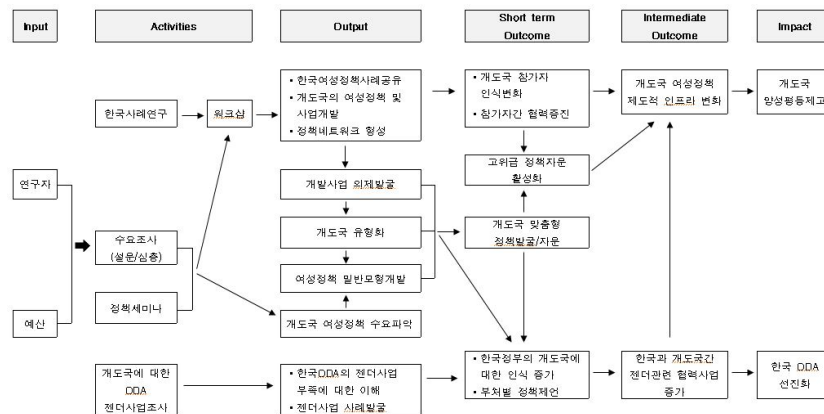 Input
Activities
Output
Short term
Outcome
Intermediate
Outcome
Impact
연구자
예산
한국사례연구
워크샵
수요조사
(설문/심층)
정책세미나
개도국에 대한
ODA
젠더사업조사
▪ 한국여성정책사례공유
▪ 개도국의 여성정책 및
사업개발
▪ 정책네트워크 형성
개발사업 의제발굴
개도국 유형화
여성정책 일반모형개발
개도국 여성정책 수요파악
▪ 한국ODA의 젠더사업
부족에 대한 이해
▪ 젠더사업 사례발굴
▪ 개도국 참가자
인식변화
▪ 참가자간 협력증진
고위급 정책자문
활성화
개도국 맞춤형
정책발굴/자문
▪ 한국정부의 개도국에
대한 인식 증가
▪ 부처별 정책제언
개도국 여성정책
제도적 인프라 변화
한국과 개도국간
젠더관련 협력사업
증가
개도국
양성평등제고
한국 ODA
선진화